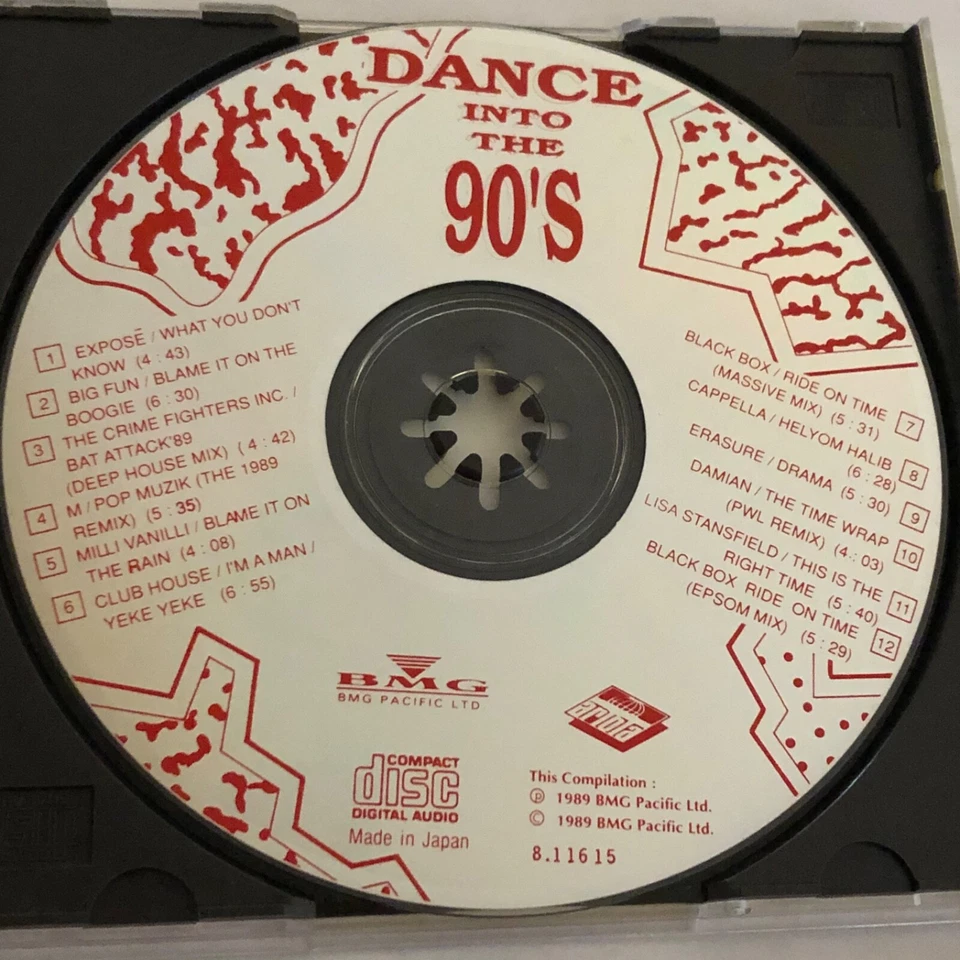 DANCE
INTO
THE
90'S
1 EXPOSĒ / WHAT YOU DON'T
KNOW (4 : 43)
2 BIG FUN / BLAME IT ON THE
BOOGIE (6 : 30)
3 THE CRIME FIGHTERS INC. /
BAT ATTACK'89
(DEEP HOUSE MIX) ( 4 : 42)
4 M / POP MUZIK (THE 1989
REMIX) (5 : 35)
5 MILLI VANILLI / BLAME IT ON
THE RAIN (4 : 08)
6 CLUB HOUSE / I'M A MAN /
YEKE YEKE (6 : 55)
BLACK BOX / RIDE ON TIME 7
(MASSIVE MIX) (5 : 31)
CAPPELLA / HELYOM HALIB 8
(6 : 28)
ERASURE / DRAMA (5 : 30) 9
DAMIAN / THE TIME WRAP 10
(PWL REMIX) (4 : 03)
LISA STANSFIELD / THIS IS THE 11
RIGHT TIME (5 : 40)
BLACK BOX RIDE ON TIME 12
(EPSOM MIX) (5 : 29)
BMG
BMG PACIFIC LTD
ariola
COMPACT
disc
DIGITAL AUDIO
Made in Japan
This Compilation :
℗ 1989 BMG Pacific Ltd.
© 1989 BMG Pacific Ltd.
8.11615